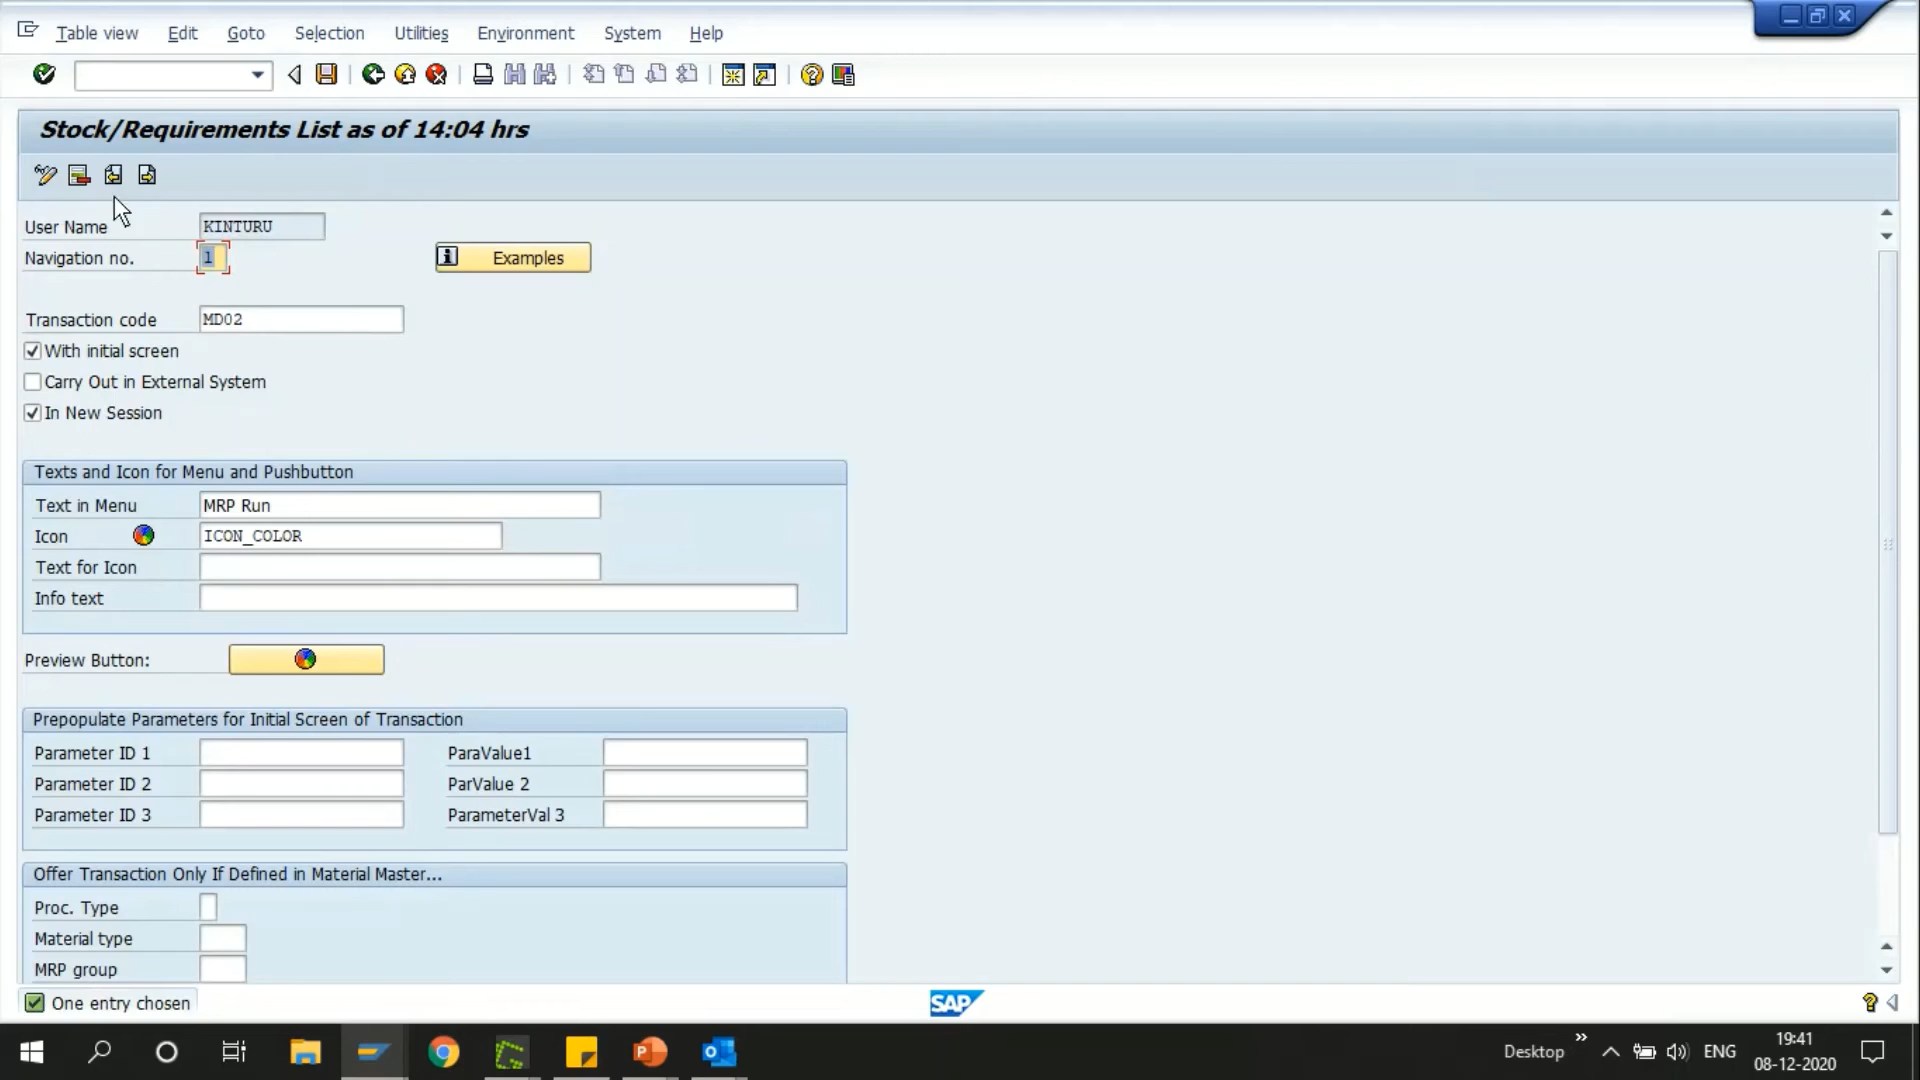 Table view Edit Goto Selection Utilities Environment System Help
Stock/Requirements List as of 14:04 hrs
User Name KINTURU
Navigation no. 1 Examples
Transaction code MD02
With initial screen
Carry Out in External System
In New Session
Texts and Icon for Menu and Pushbutton
Text in Menu MRP Run
Icon ICON_COLOR
Text for Icon
Info text
Preview Button:
Prepopulate Parameters for Initial Screen of Transaction
Parameter ID 1 ParaValue1
Parameter ID 2 ParValue 2
Parameter ID 3 ParameterVal 3
Offer Transaction Only If Defined in Material Master...
Proc. Type
Material type
MRP group
One entry chosen SAP
Desktop ENG 19:41
08-12-2020